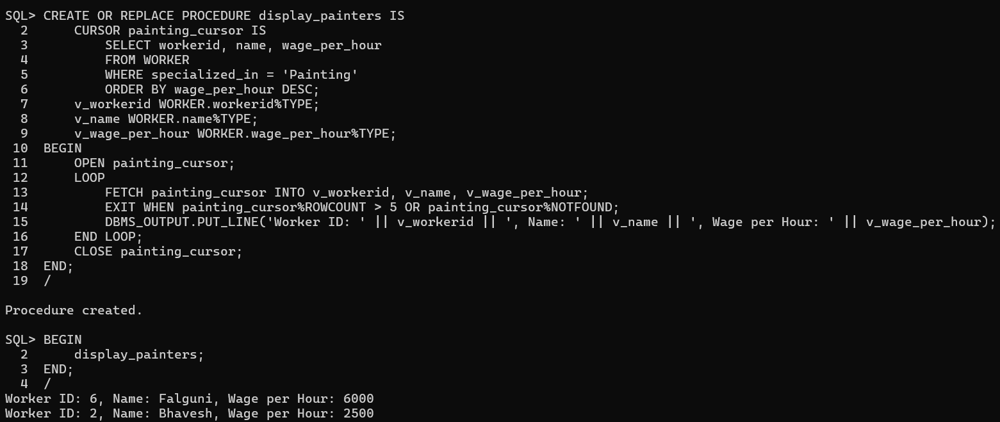 SQL> CREATE OR REPLACE PROCEDURE display_painters IS
  2      CURSOR painting_cursor IS
  3          SELECT workerid, name, wage_per_hour
  4          FROM WORKER
  5          WHERE specialized_in = 'Painting'
  6          ORDER BY wage_per_hour DESC;
  7      v_workerid WORKER.workerid%TYPE;
  8      v_name WORKER.name%TYPE;
  9      v_wage_per_hour WORKER.wage_per_hour%TYPE;
 10  BEGIN
 11      OPEN painting_cursor;
 12      LOOP
 13          FETCH painting_cursor INTO v_workerid, v_name, v_wage_per_hour;
 14          EXIT WHEN painting_cursor%ROWCOUNT > 5 OR painting_cursor%NOTFOUND;
 15          DBMS_OUTPUT.PUT_LINE('Worker ID: ' || v_workerid || ', Name: ' || v_name || ', Wage per Hour: ' || v_wage_per_hour);
 16      END LOOP;
 17      CLOSE painting_cursor;
 18  END;
 19  /

Procedure created.

SQL> BEGIN
  2      display_painters;
  3  END;
  4  /
Worker ID: 6, Name: Falguni, Wage per Hour: 6000
Worker ID: 2, Name: Bhavesh, Wage per Hour: 2500